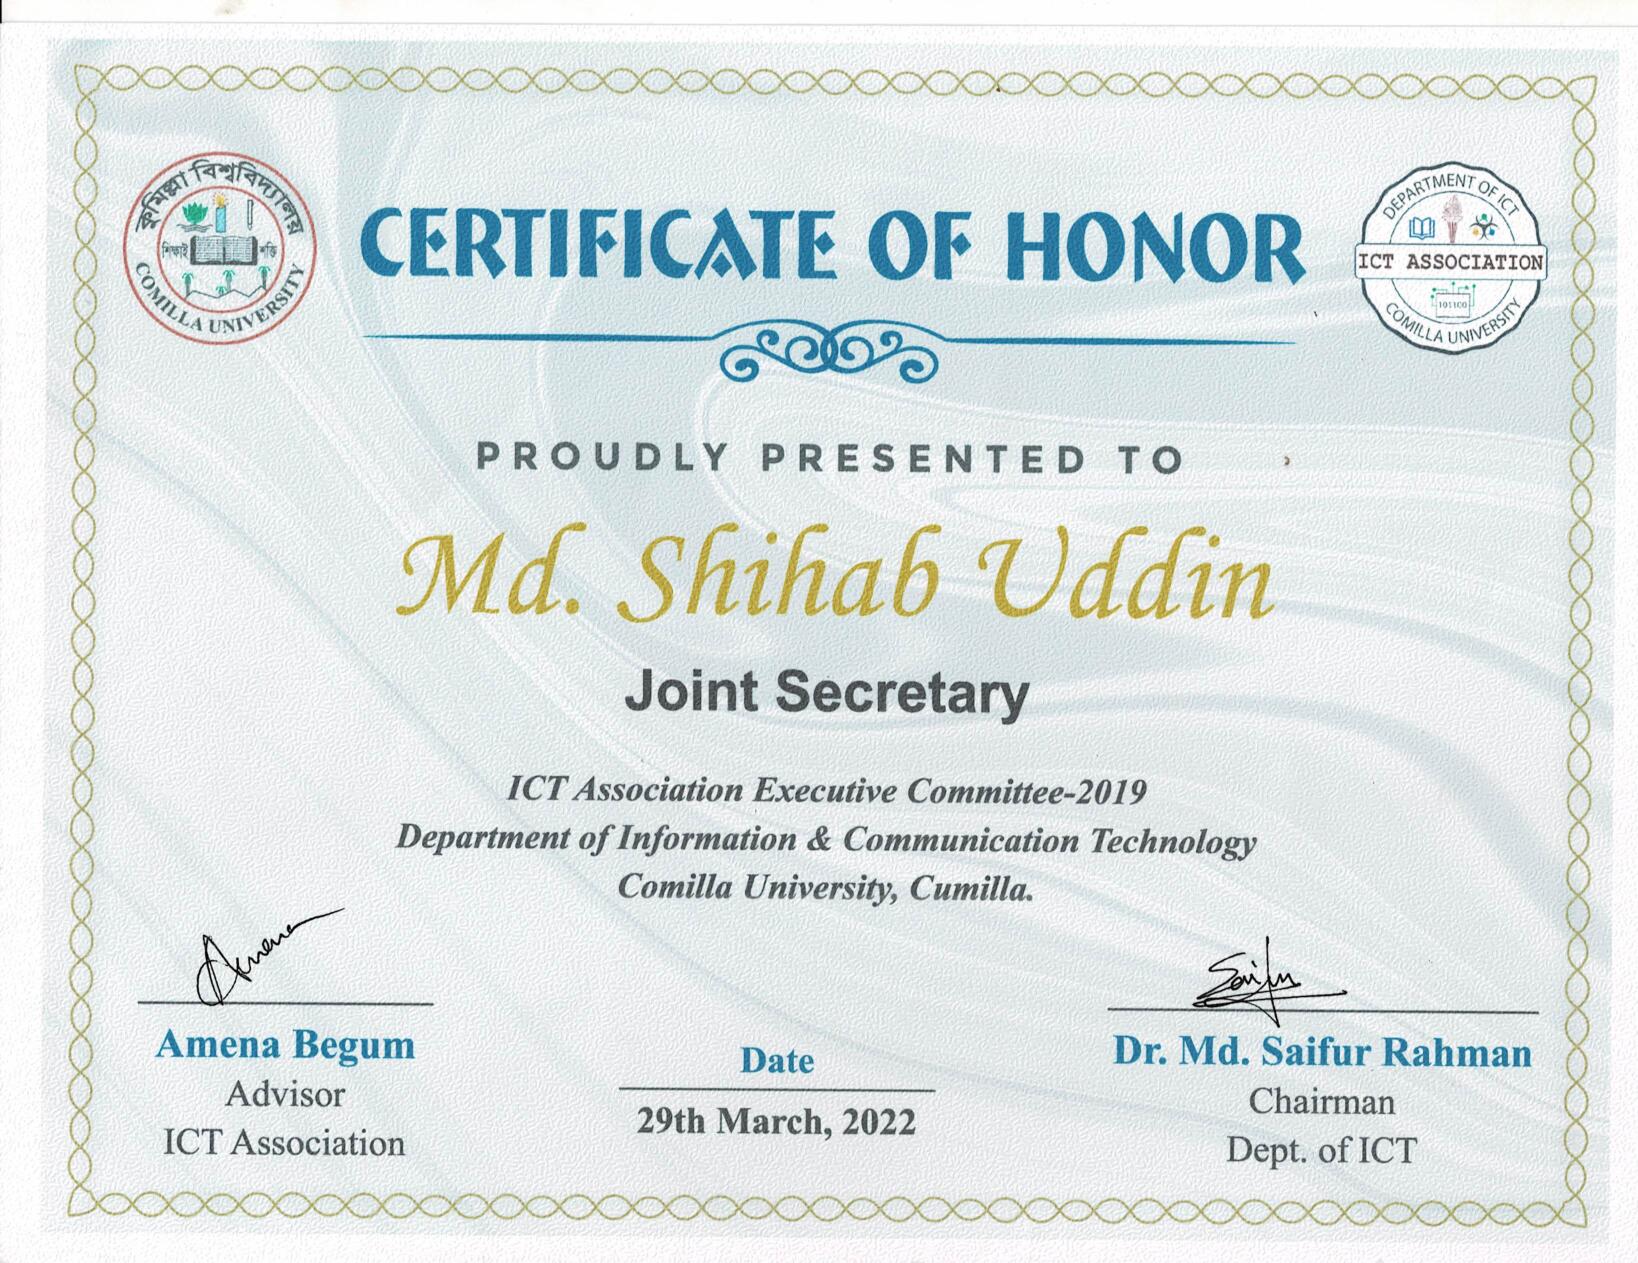 কুমিল্লা বিশ্ববিদ্যালয়
শিক্ষাই শক্তি
COMILLA UNIVERSITY
CERTIFICATE OF HONOR
DEPARTMENT OF ICT
ICT ASSOCIATION
101100
COMILLA UNIVERSITY
PROUDLY PRESENTED TO
Md. Shihab Uddin
Joint Secretary
ICT Association Executive Committee-2019
Department of Information & Communication Technology
Comilla University, Cumilla.
Amena
Amena Begum
Advisor
ICT Association
Date
29th March, 2022
Saifur
Dr. Md. Saifur Rahman
Chairman
Dept. of ICT